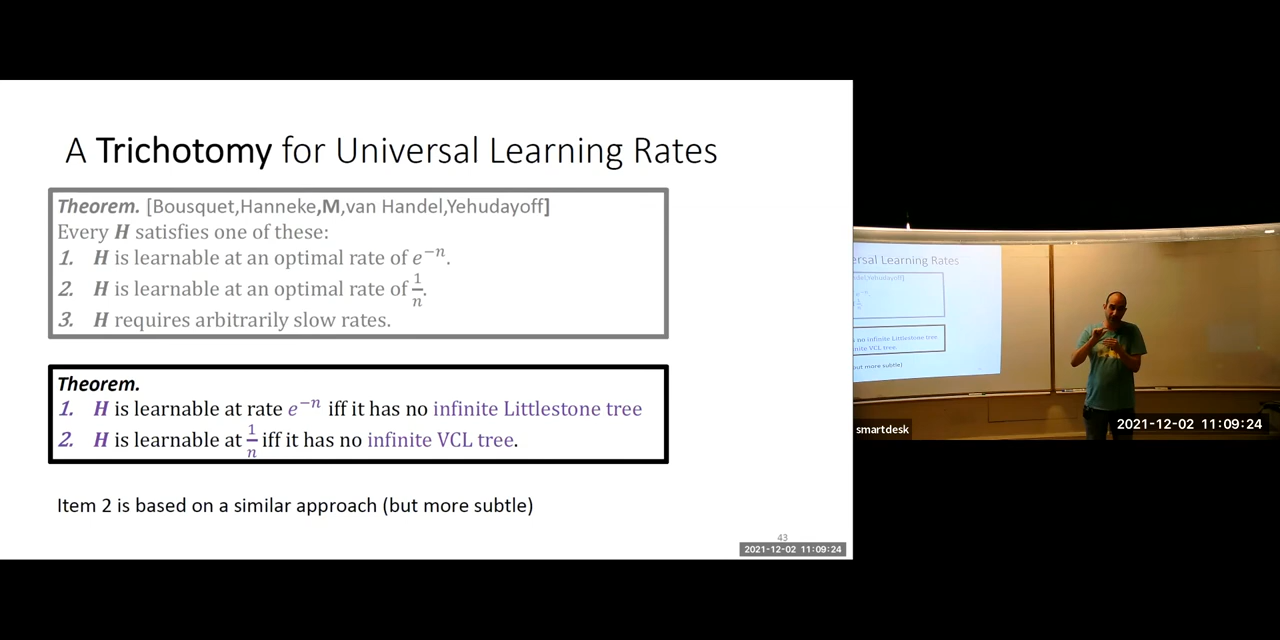 A Trichotomy for Universal Learning Rates
Theorem. [Bousquet,Hanneke,M,van Handel,Yehudayoff]
Every H satisfies one of these:
1. H is learnable at an optimal rate of e⁻ⁿ.
2. H is learnable at an optimal rate of 1/n.
3. H requires arbitrarily slow rates.
Theorem.
1. H is learnable at rate e⁻ⁿ iff it has no infinite Littlestone tree
2. H is learnable at 1/n iff it has no infinite VCL tree.
Item 2 is based on a similar approach (but more subtle)
43
2021-12-02 11:09:24
ersal Learning Rates
del,Yehudayoff]
no infinite Littlestone tree
nite VCL tree.
but more subtle)
smartdesk
2021-12-02 11:09:24